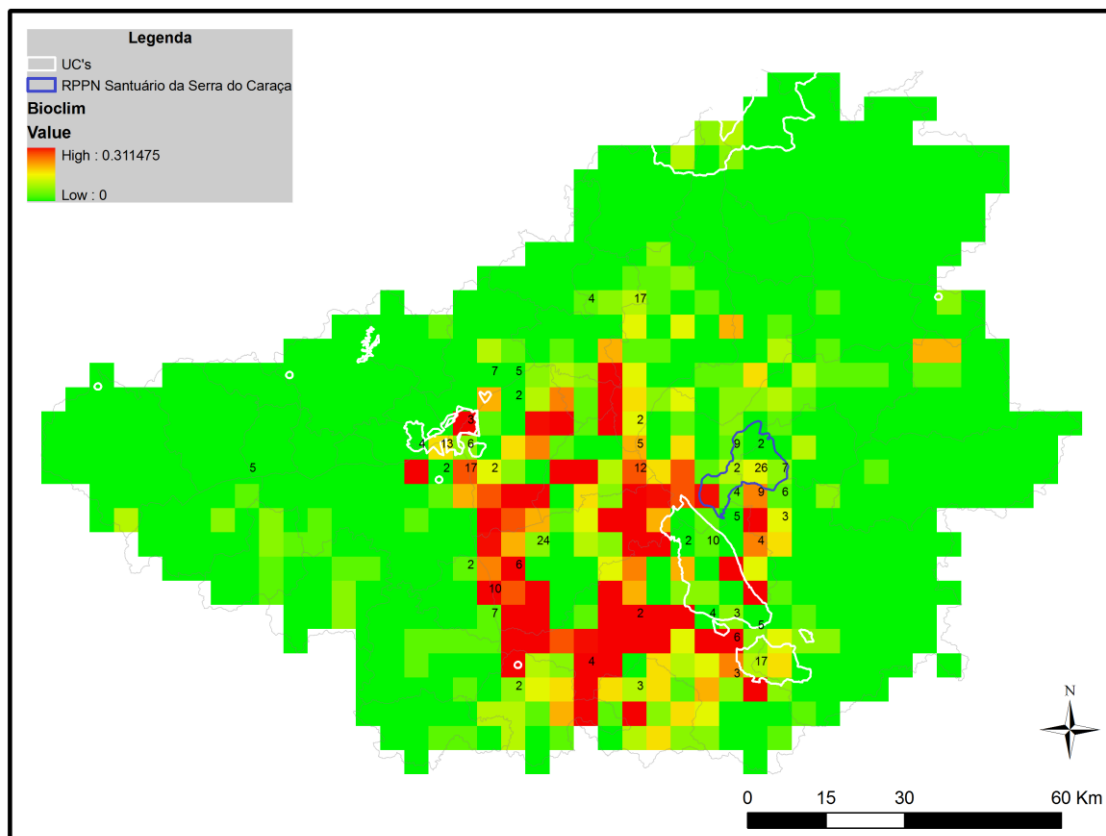 Legenda
UC's
RPPN Santuário da Serra do Caraça
Bioclim
Value
High : 0.311475
Low : 0
4 17
7 5
2
3 2
4 13 6 5 9 2
5 2 17 2 12 2 26 7
4 9 6
5 3
24 2 10 4
2 6
10
7 2 4 3
5
6
4 17
3
2 3
N
0 15 30 60 Km